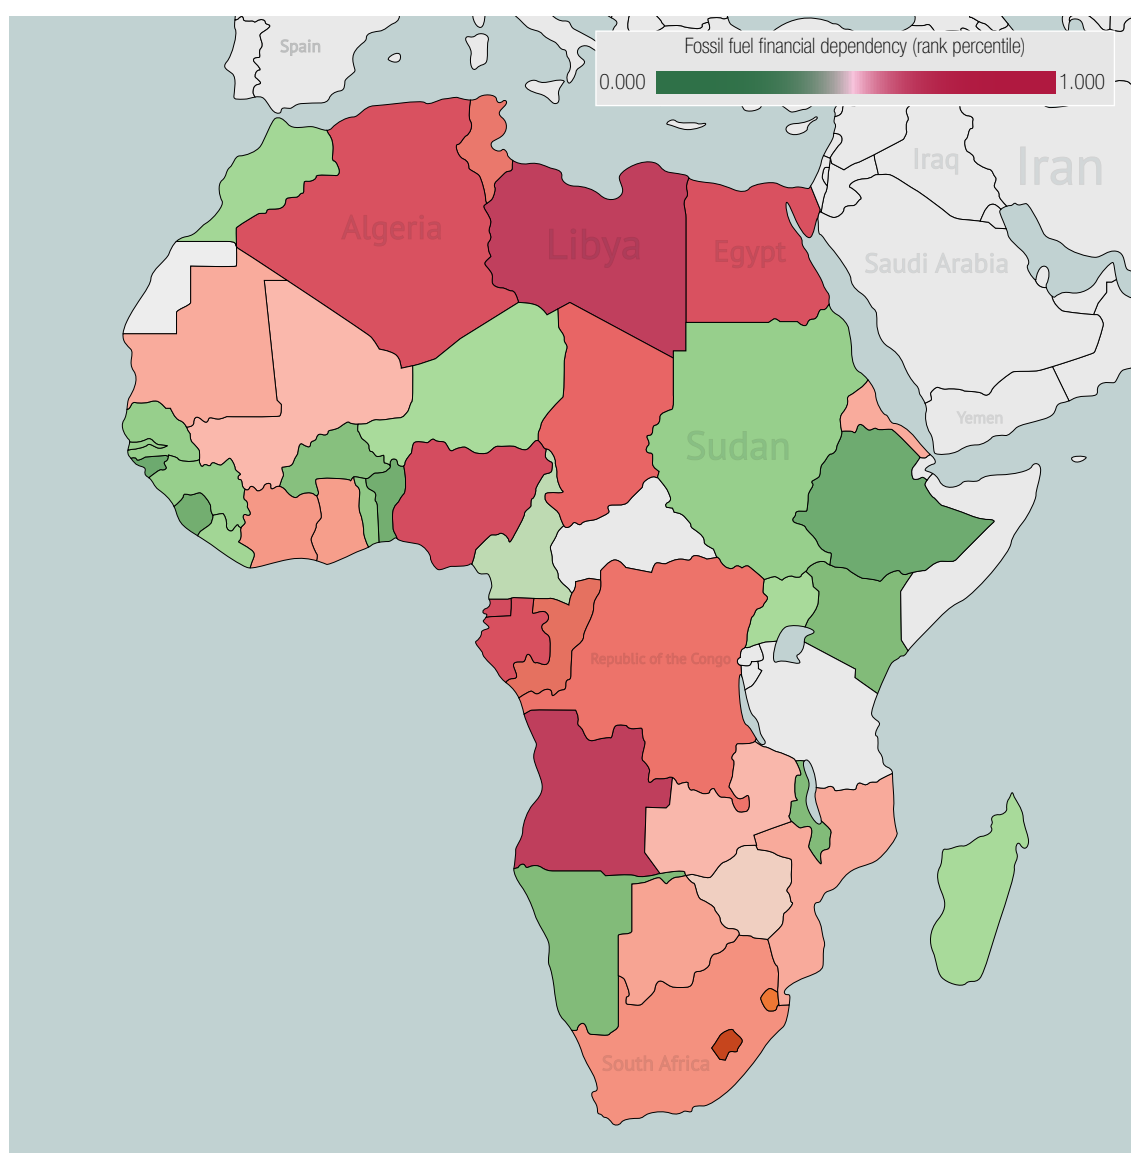 Spain
Fossil fuel financial dependency (rank percentile)
0.000
1.000
Iraq
Iran
Algeria
Libya
Egypt
Saudi Arabia
Yemen
Sudan
Republic of the Congo
South Africa